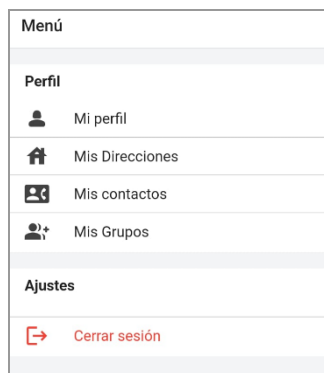 Menú
Perfil
Mi perfil
Mis Direcciones
Mis contactos
Mis Grupos
Ajustes
Cerrar sesión